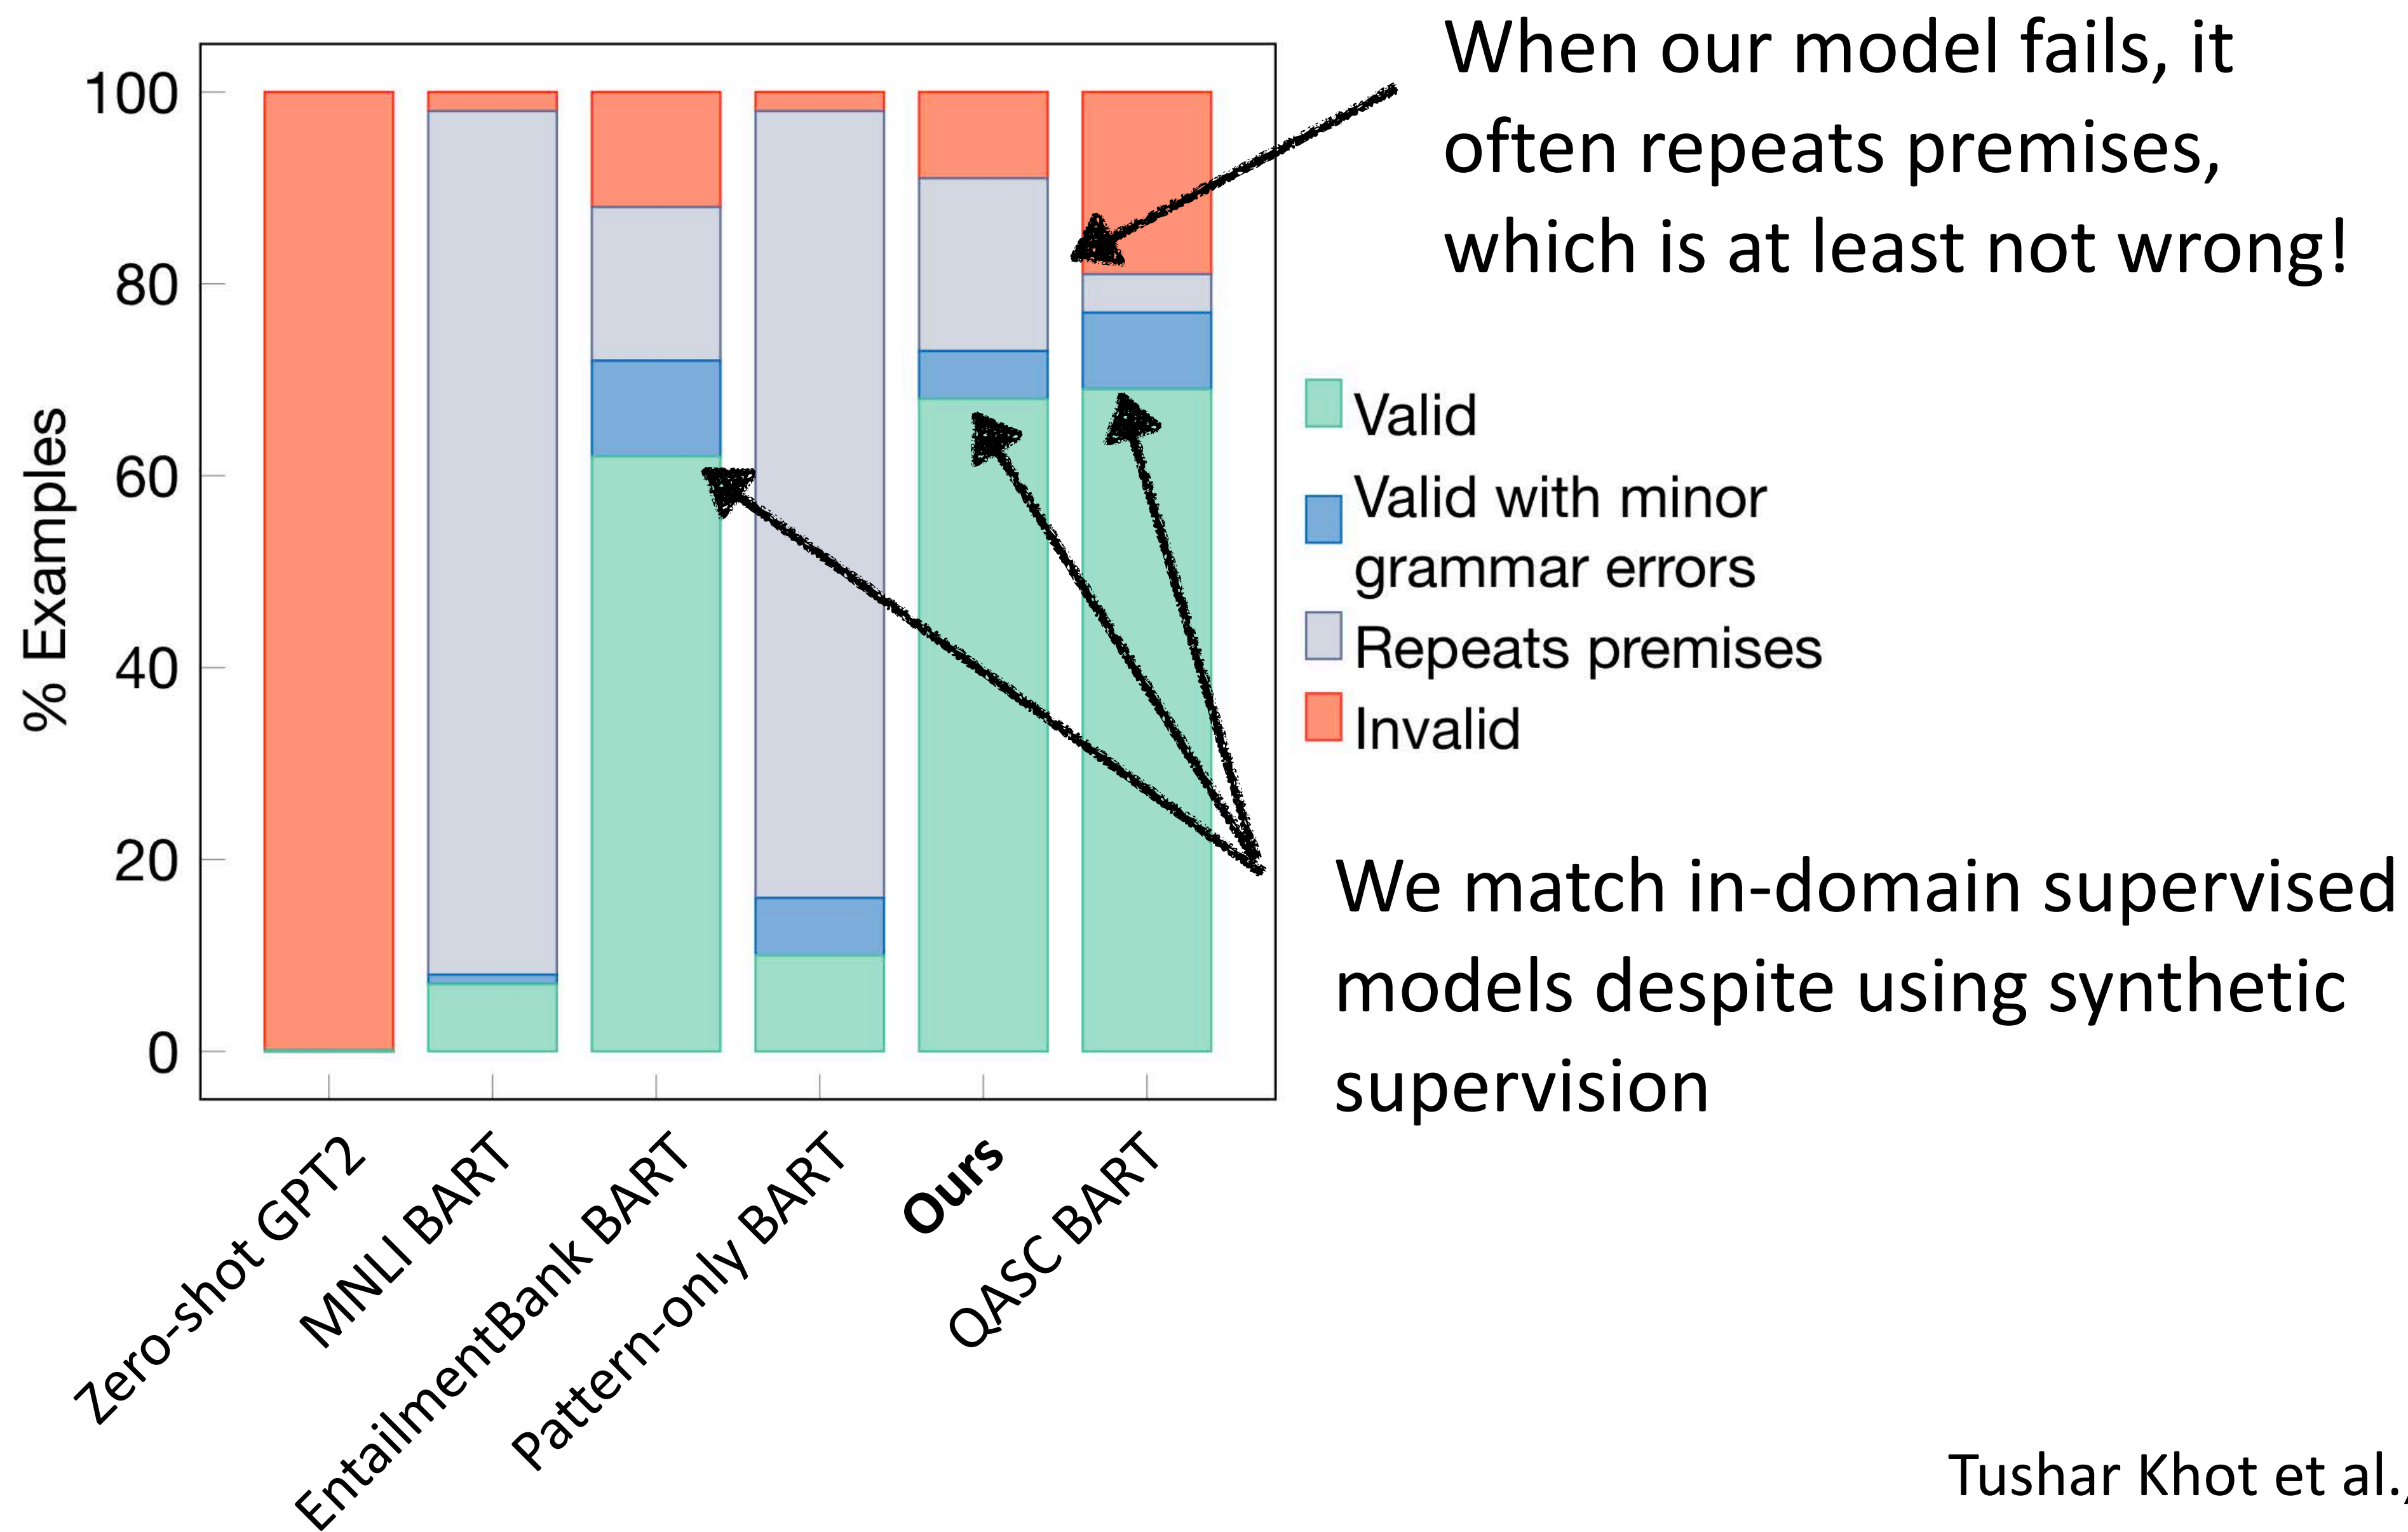 When our model fails, it
often repeats premises,
which is at least not wrong!
100
80
60
40
20
0
% Examples
Valid
Valid with minor
grammar errors
Repeats premises
Invalid
We match in-domain supervised
models despite using synthetic
supervision
Zero-shot GPT2
MNLI BART
EntailmentBank BART
Pattern-only BART
Ours
QASC BART
Tushar Khot et al.,